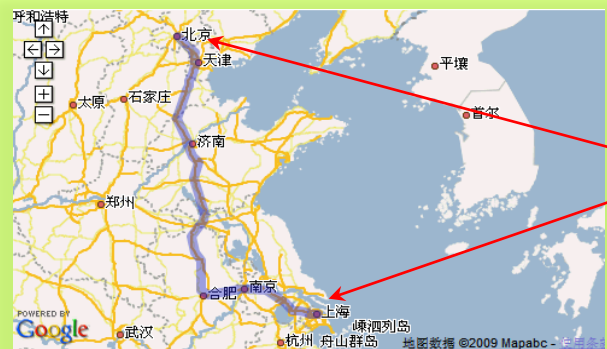 呼和浩特
北京
天津
平壤
太原
石家庄
首尔
济南
郑州
合肥
南京
上海
嵊泗列岛
武汉
杭州
舟山群岛
POWERED BY
Google
地图数据 ©2009 Mapabc -